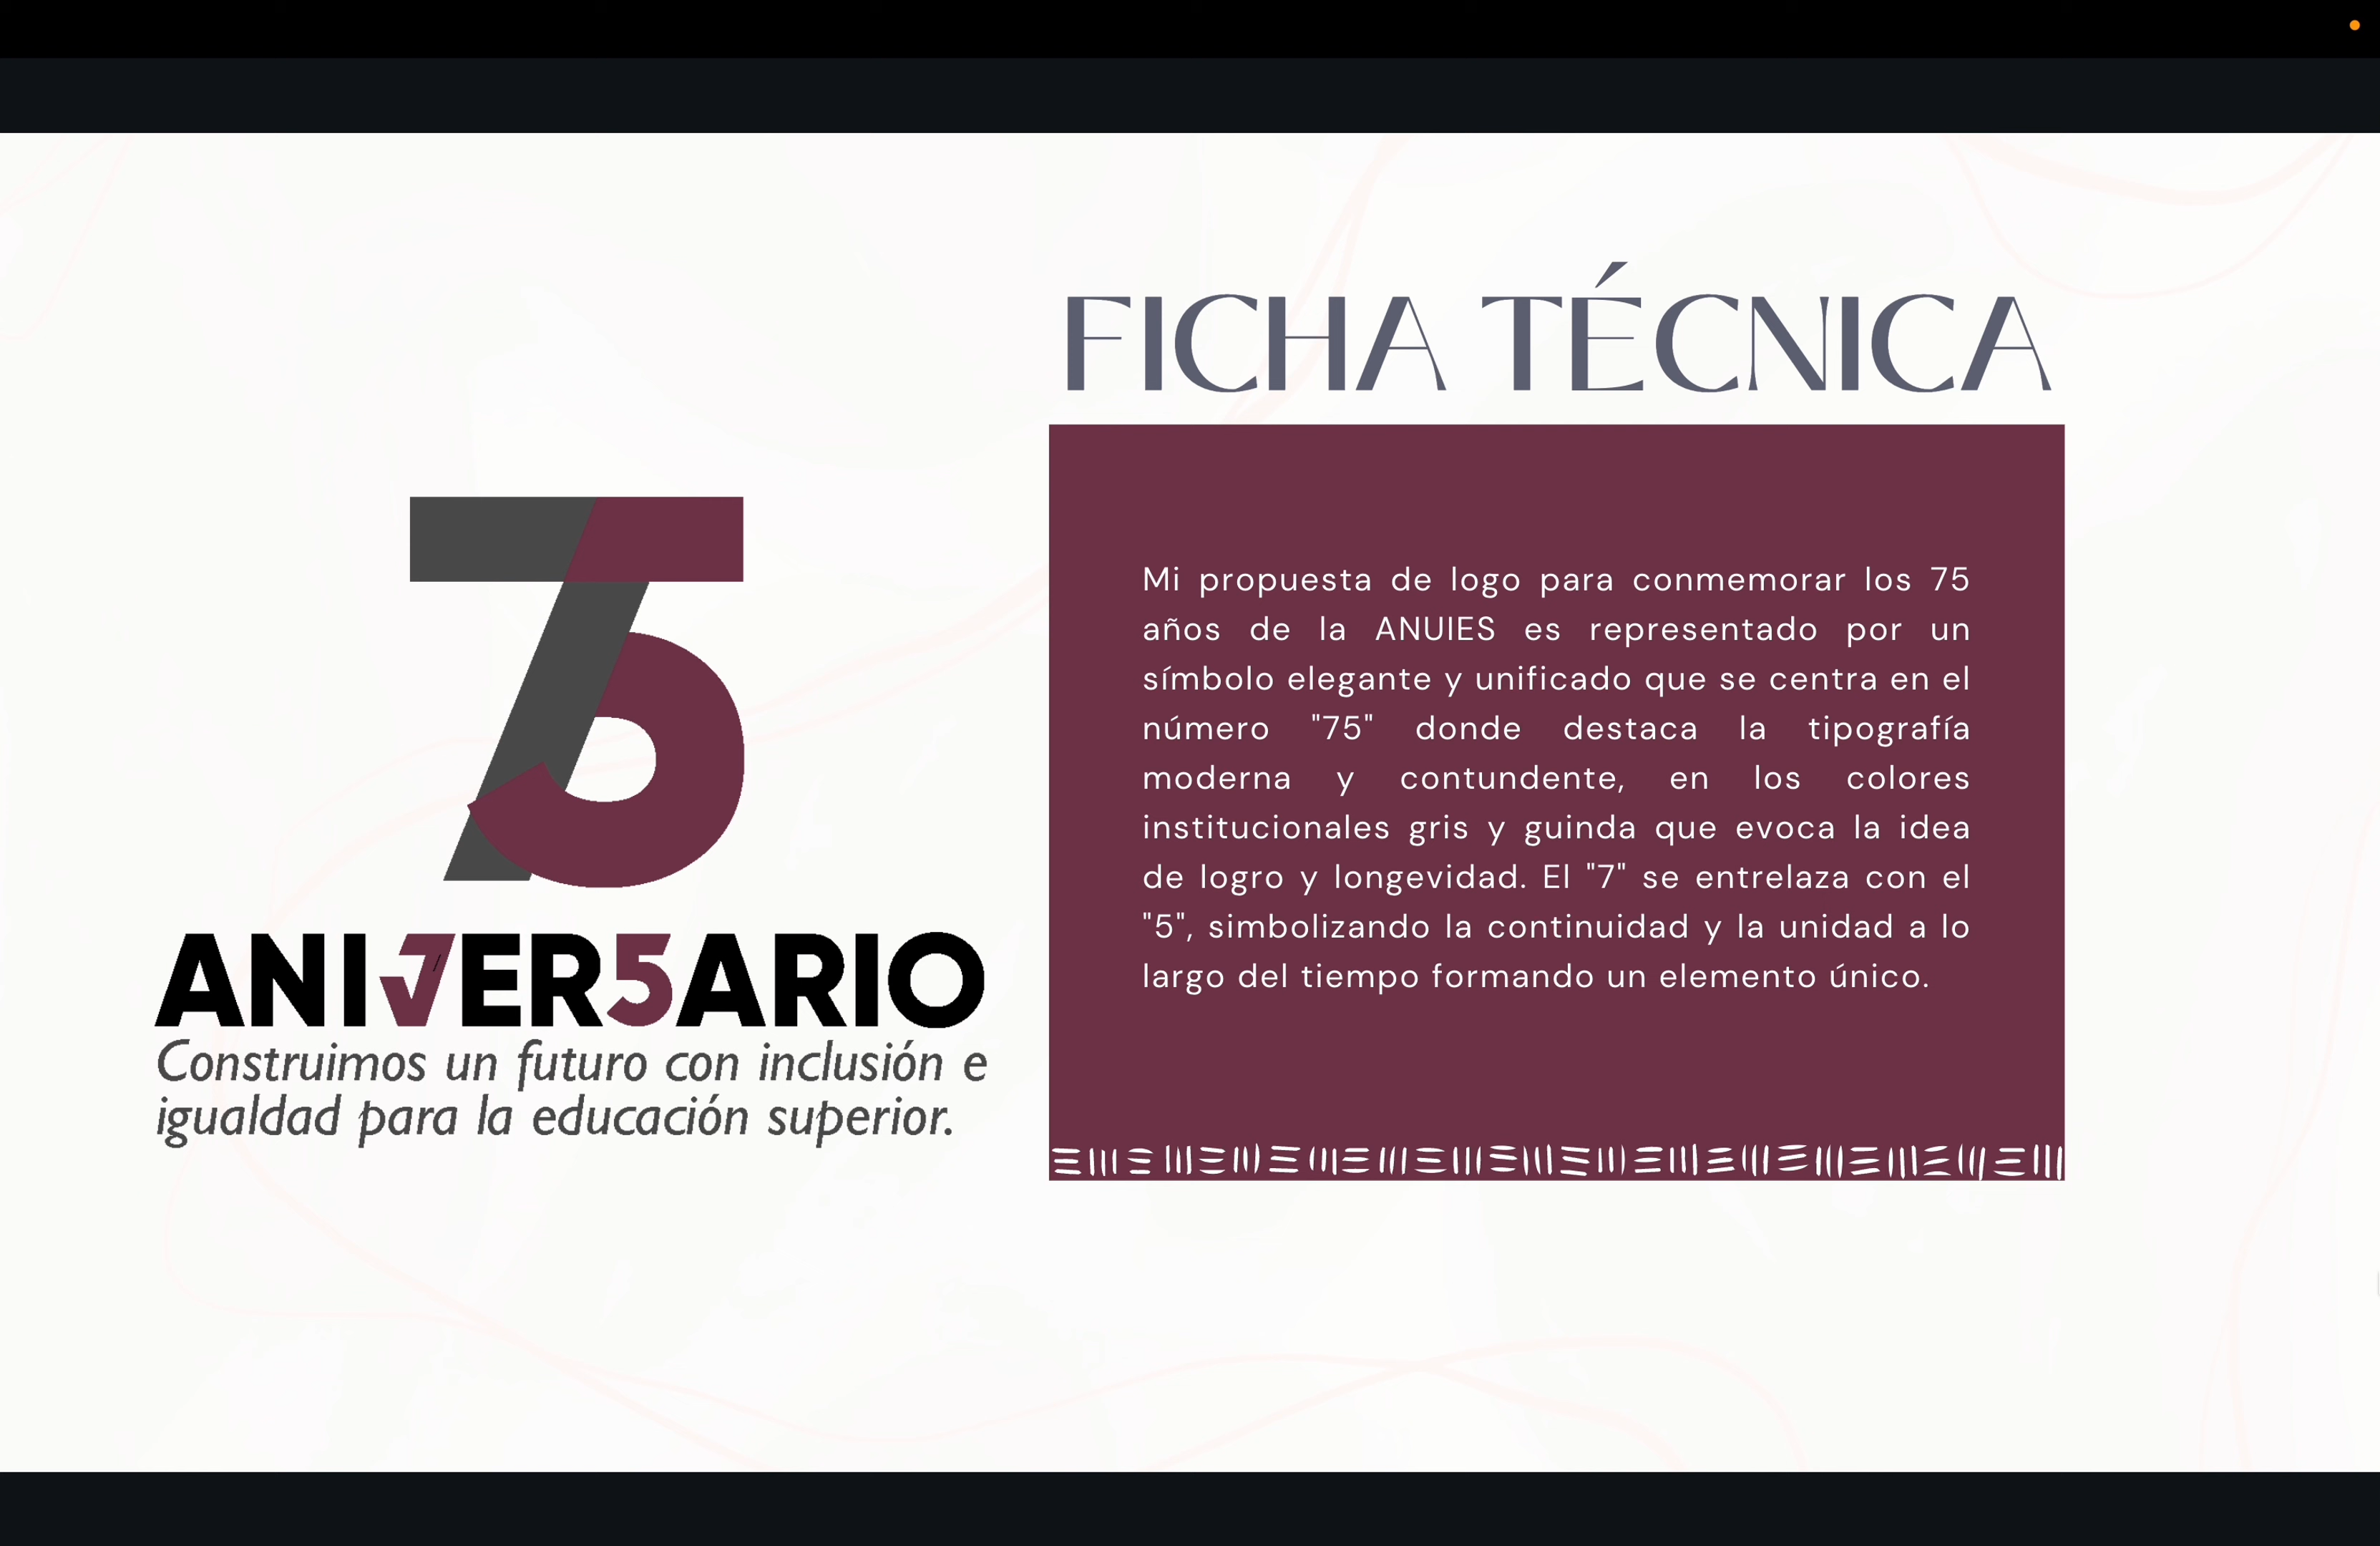 75
ANI7ER5ARIO
Construimos un futuro con inclusión e
igualdad para la educación superior.
FICHA TÉCNICA
Mi propuesta de logo para conmemorar los 75
años de la ANUIES es representado por un
símbolo elegante y unificado que se centra en el
número "75" donde destaca la tipografía
moderna y contundente, en los colores
institucionales gris y guinda que evoca la idea
de logro y longevidad. El "7" se entrelaza con el
"5", simbolizando la continuidad y la unidad a lo
largo del tiempo formando un elemento único.